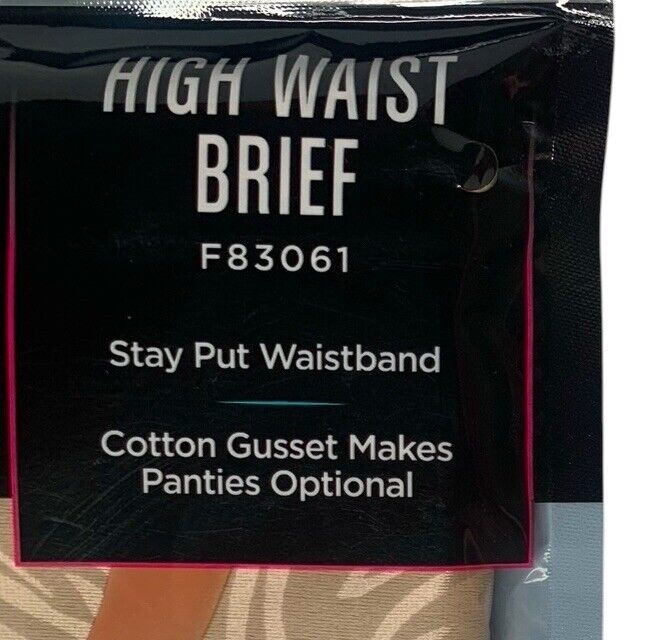 HIGH WAIST
BRIEF
F83061
Stay Put Waistband
Cotton Gusset Makes
Panties Optional